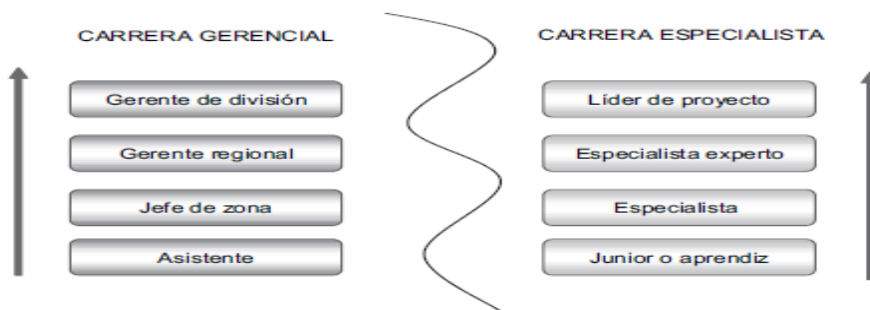 CARRERA GERENCIAL
Gerente de división
Gerente regional
Jefe de zona
Asistente
CARRERA ESPECIALISTA
Líder de proyecto
Especialista experto
Especialista
Junior o aprendiz